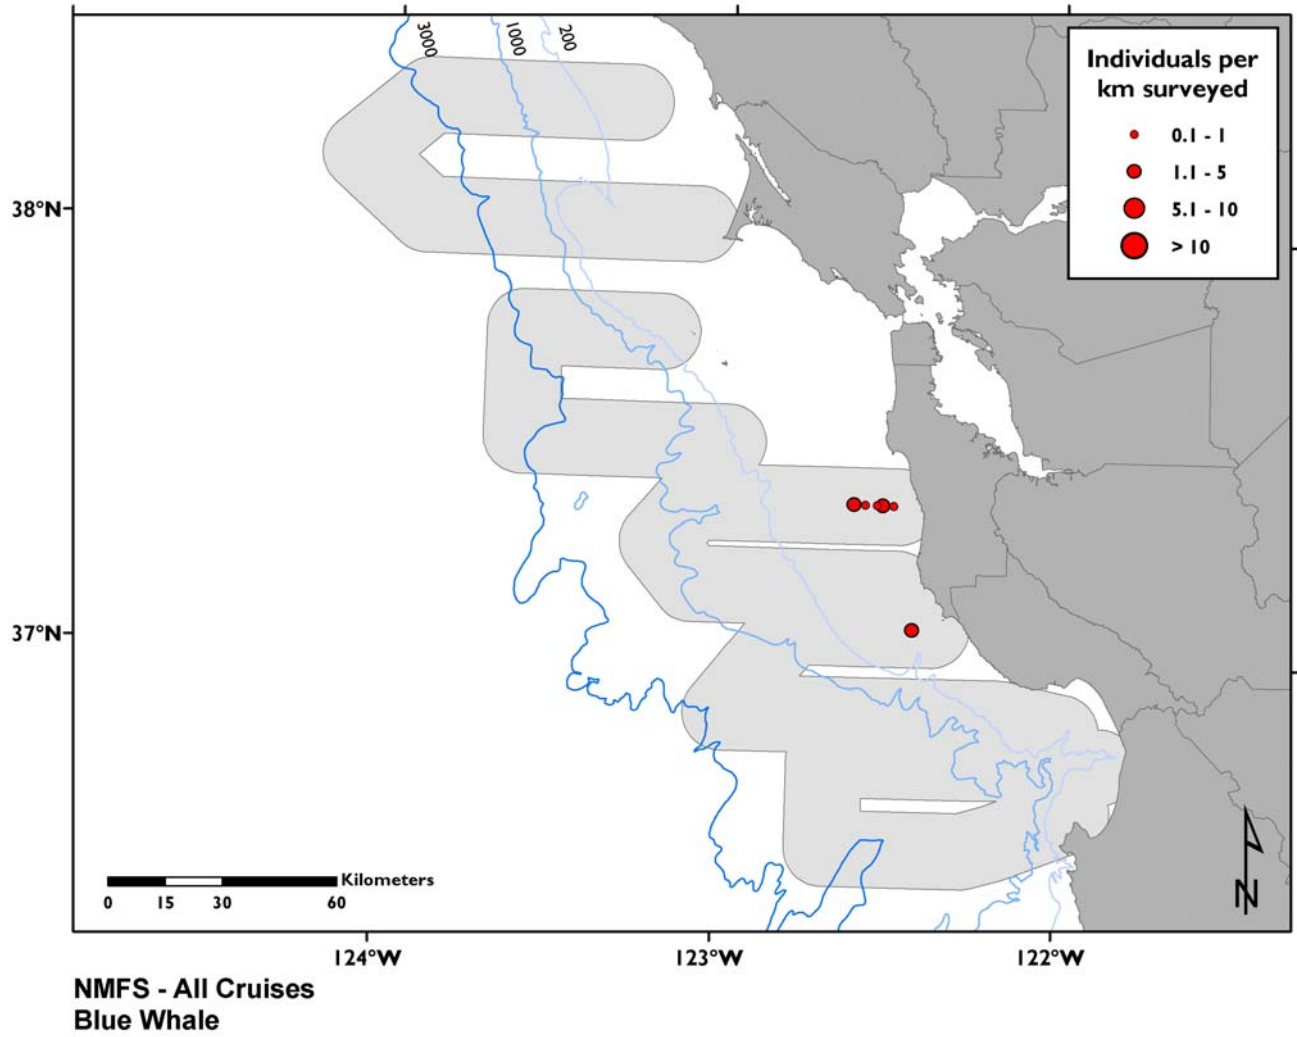 3000
1000
200
Individuals per
km surveyed
0.1 - 1
1.1 - 5
5.1 - 10
> 10
38°N
37°N
Kilometers
0 15 30 60
N
124°W 123°W 122°W
NMFS - All Cruises
Blue Whale